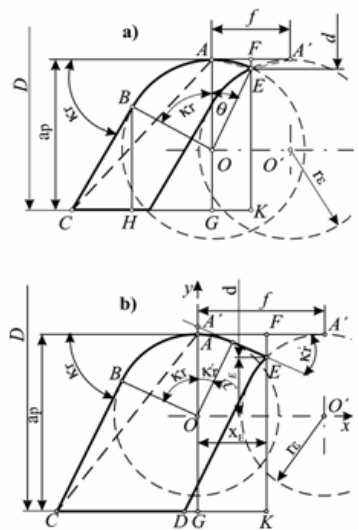 a)
f
d
A
F
A′
B
κr
κr
θ
E
D
ap
O
O′
rε
C
H
G
K
b)
y
d
f
A′
F
A′
A
B
κr
κr
κr′
κr′
E
D
ap
yE
O
O′
x
xE
rε
C
D
G
K